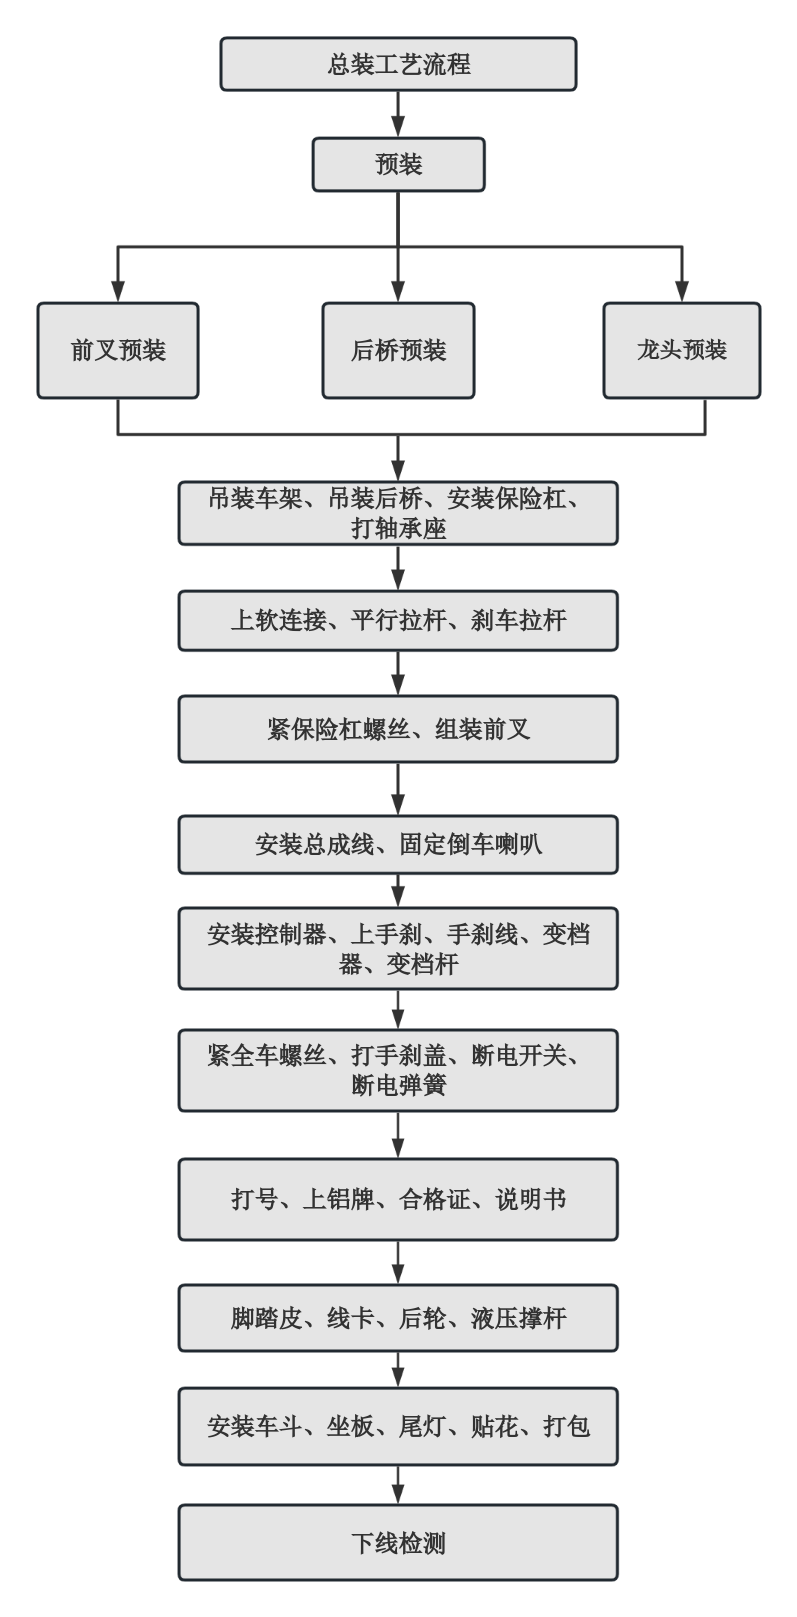 总装工艺流程
预装
前叉预装
后桥预装
龙头预装
吊装车架、吊装后桥、安装保险杠、
打轴承座
上软连接、平行拉杆、刹车拉杆
紧保险杠螺丝、组装前叉
安装总成线、固定倒车喇叭
安装控制器、上手刹、手刹线、变档
器、变档杆
紧全车螺丝、打手刹盖、断电开关、
断电弹簧
打号、上铝牌、合格证、说明书
脚踏皮、线卡、后轮、液压撑杆
安装车斗、坐板、尾灯、贴花、打包
下线检测